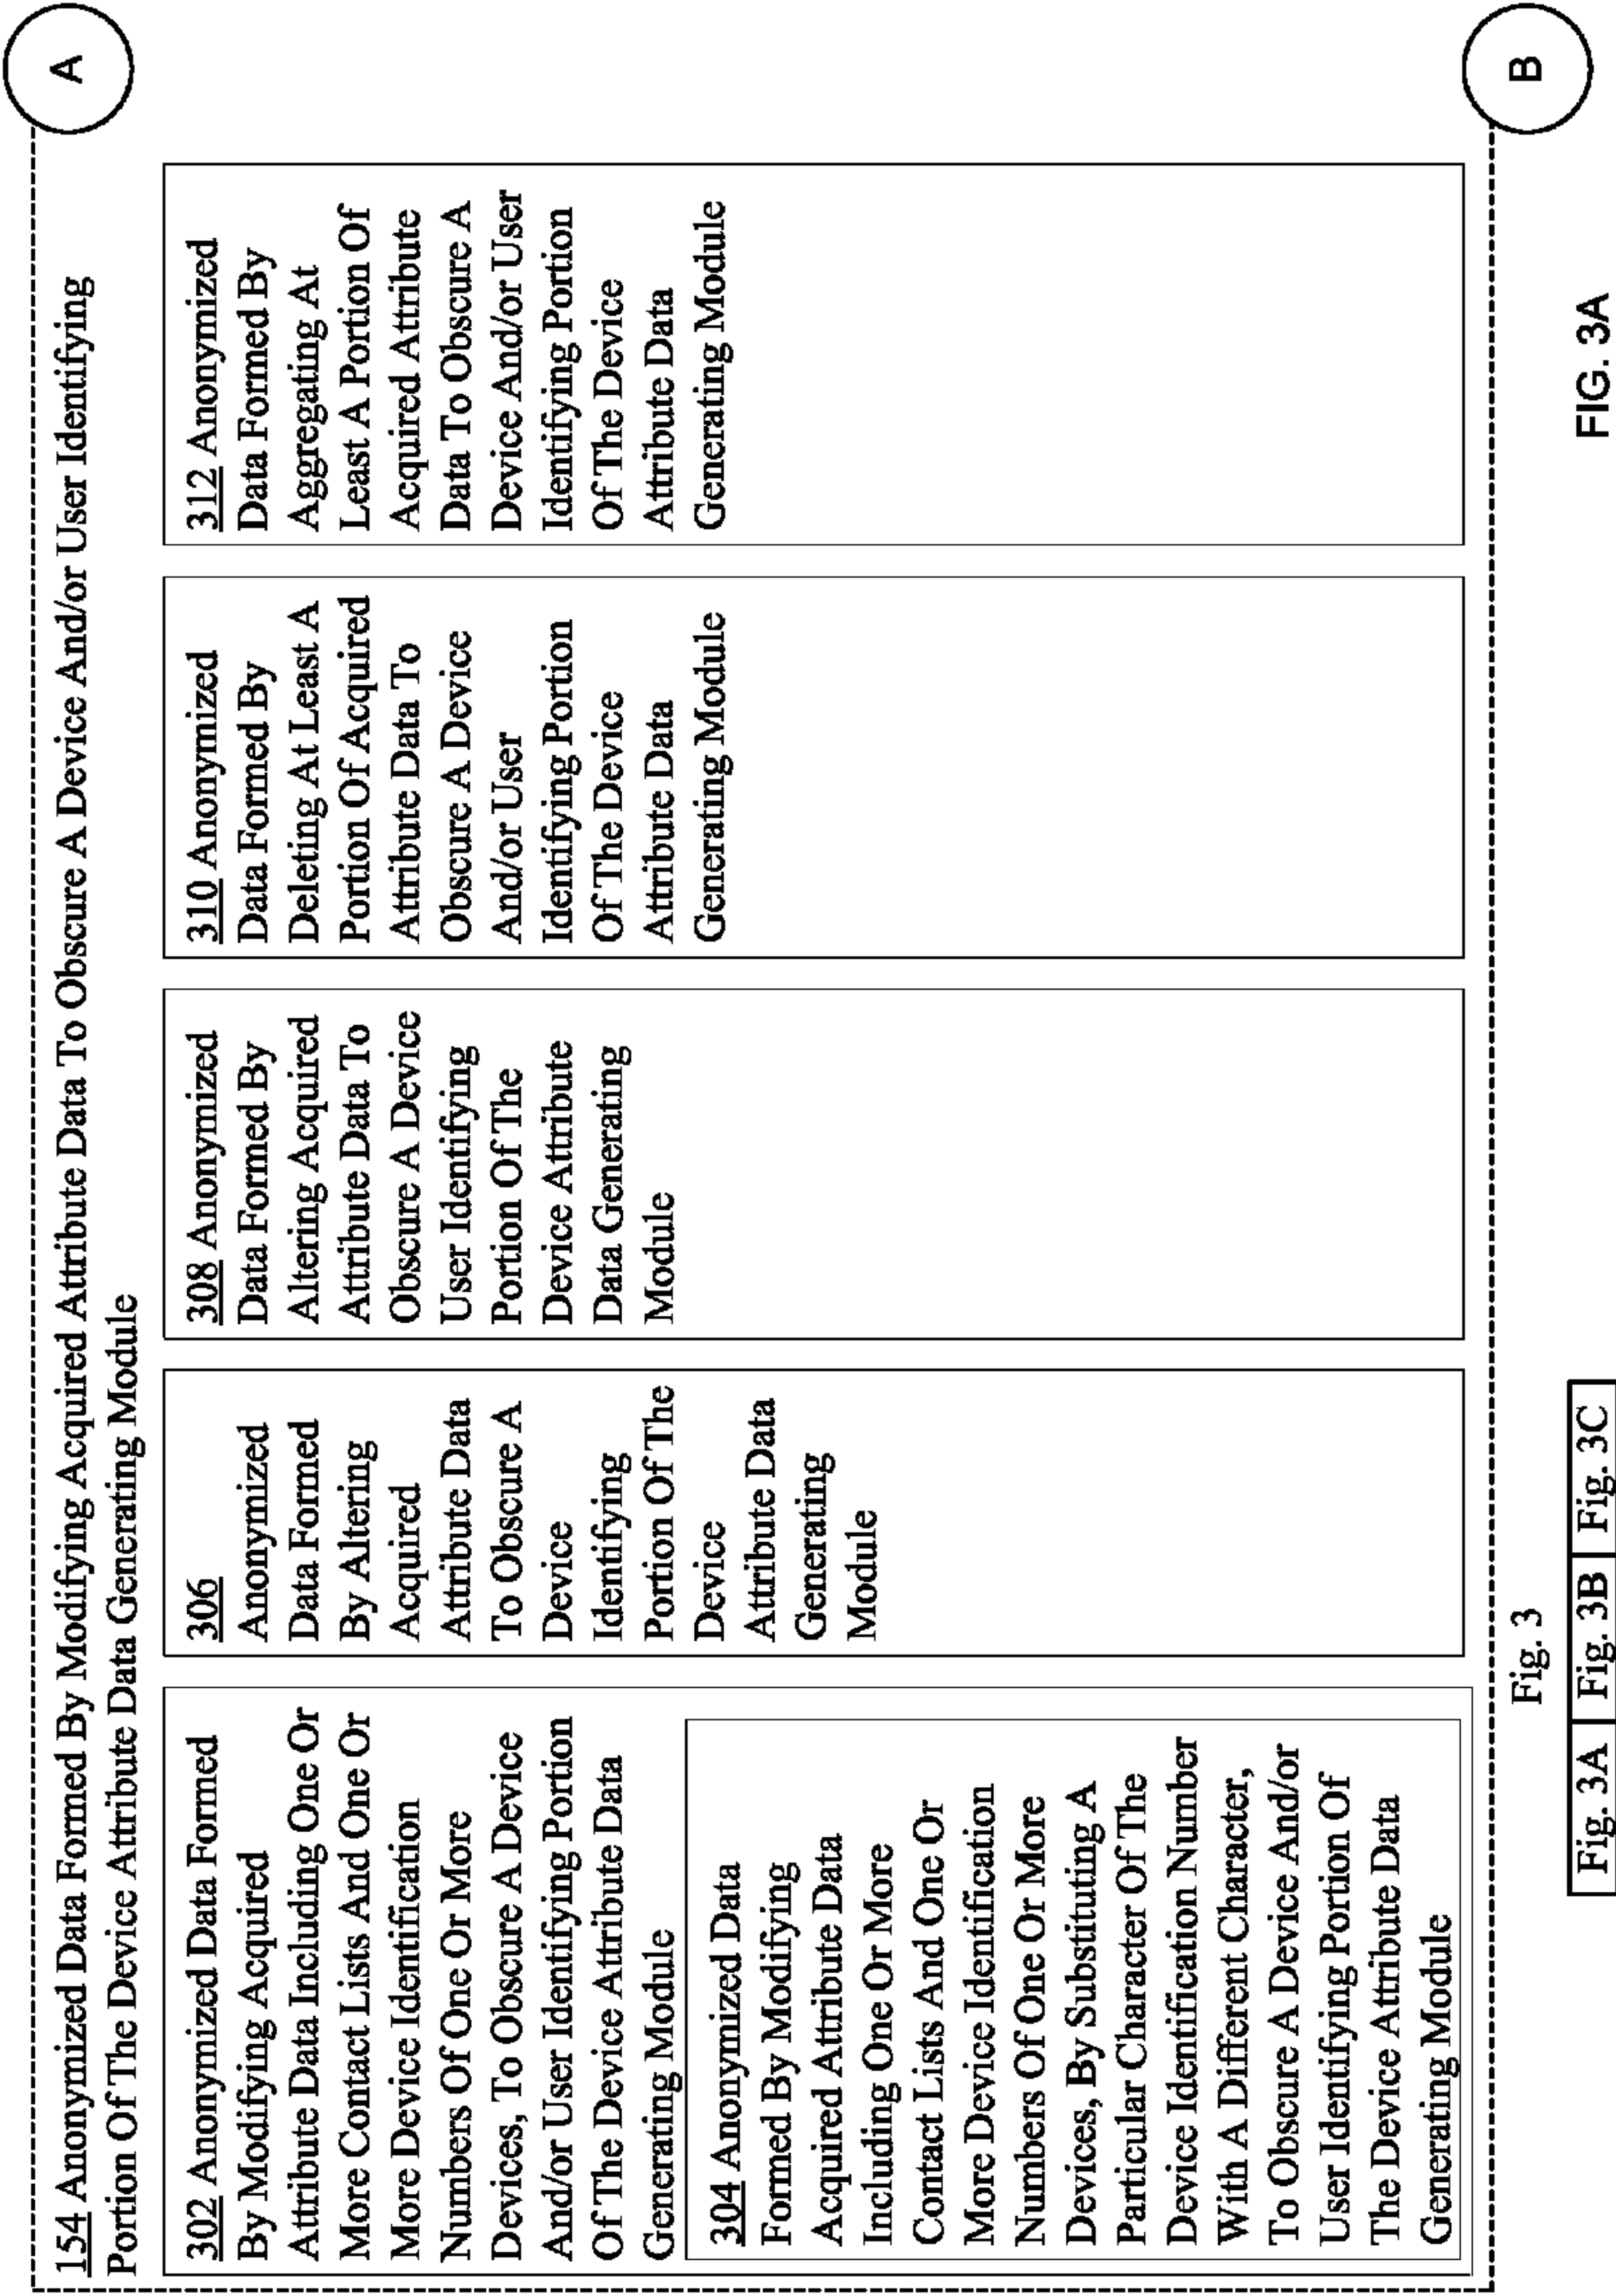 154 Anonymized Data Formed By Modifying Acquired Attribute Data To Obscure A Device And/or User Identifying
Portion Of The Device Attribute Data Generating Module
302 Anonymized Data Formed
By Modifying Acquired
Attribute Data Including One Or
More Contact Lists And One Or
More Device Identification
Numbers Of One Or More
Devices, To Obscure A Device
And/or User Identifying Portion
Of The Device Attribute Data
Generating Module
304 Anonymized Data
Formed By Modifying
Acquired Attribute Data
Including One Or More
Contact Lists And One Or
More Device Identification
Numbers Of One Or More
Devices, By Substituting A
Particular Character Of The
Device Identification Number
With A Different Character,
To Obscure A Device And/or
User Identifying Portion Of
The Device Attribute Data
Generating Module
306
Anonymized
Data Formed
By Altering
Acquired
Attribute Data
To Obscure A
Device
Identifying
Portion Of The
Device
Attribute Data
Generating
Module
308 Anonymized
Data Formed By
Altering Acquired
Attribute Data To
Obscure A Device
User Identifying
Portion Of The
Device Attribute
Data Generating
Module
310 Anonymized
Data Formed By
Deleting At Least A
Portion Of Acquired
Attribute Data To
Obscure A Device
And/or User
Identifying Portion
Of The Device
Attribute Data
Generating Module
312 Anonymized
Data Formed By
Aggregating At
Least A Portion Of
Acquired Attribute
Data To Obscure A
Device And/or User
Identifying Portion
Of The Device
Attribute Data
Generating Module
A
B
Fig. 3
Fig. 3A Fig. 3B Fig. 3C
FIG. 3A